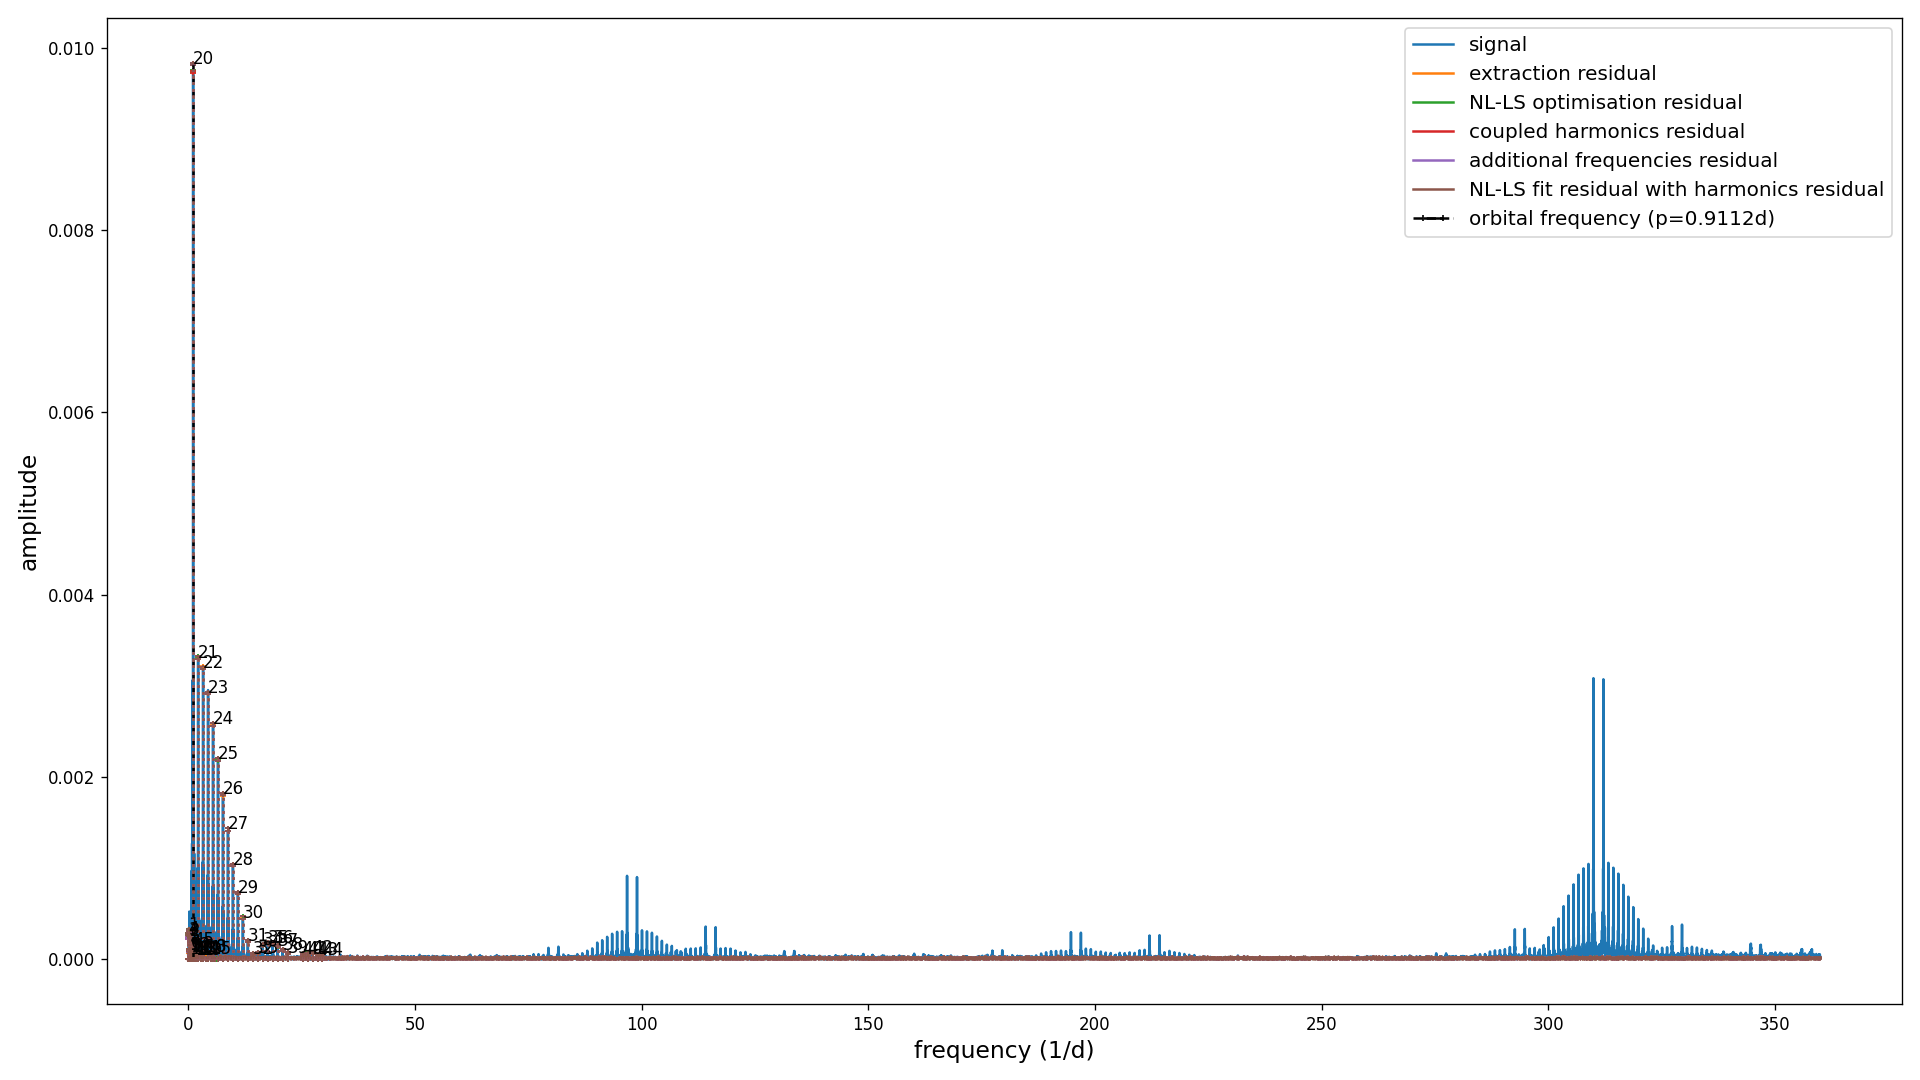 0.010
0.008
0.006
0.004
0.002
0.000
amplitude
0
50
100
150
200
250
300
350
frequency (1/d)
signal
extraction residual
NL-LS optimisation residual
coupled harmonics residual
additional frequencies residual
NL-LS fit residual with harmonics residual
orbital frequency (p=0.9112d)
20
21
22
23
24
25
26
27
28
29
30
31